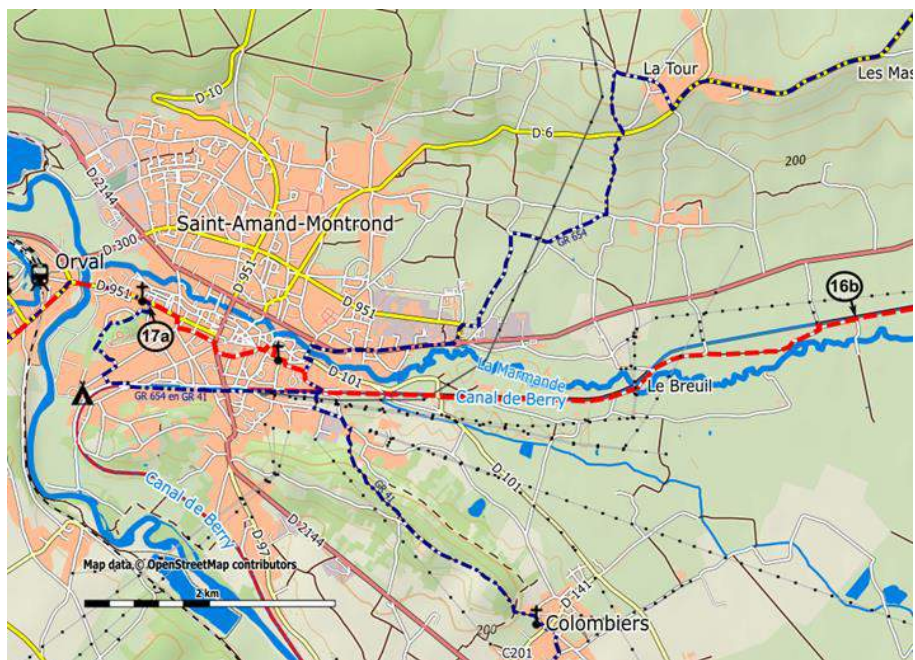 La Tour
Les Mas
D 10
D 6
D 2144
200
Saint-Amand-Montrond
GR 654
D 300
D 951
Orval
D 951
D 951
16b
17a
La Marmande
D 101
Le Breuil
GR 654 en GR 41
Canal de Berry
D 101
GR 41
Canal de Berry
D 2144
D 97
Map data © OpenStreetMap contributors
2 km
D 141
200
Colombiers
C201